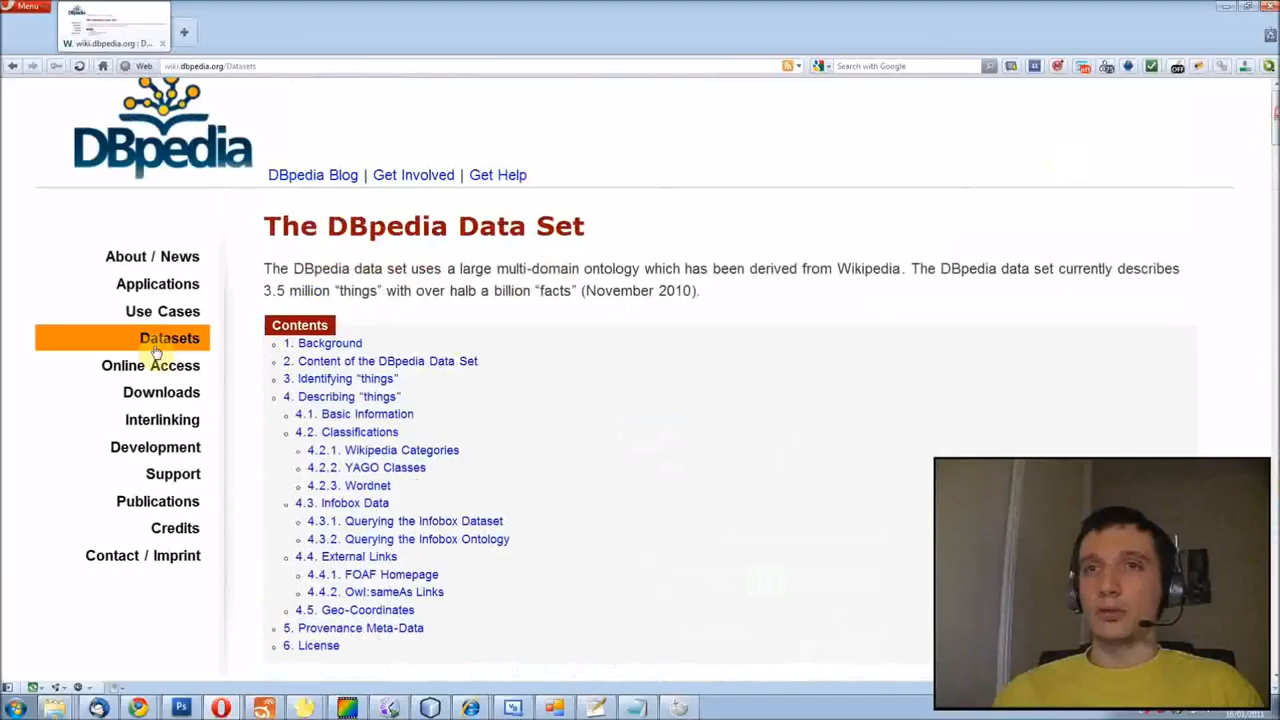 Menu
W. wiki.dbpedia.org : D...
Web
wiki.dbpedia.org/Datasets
Search with Google
DBpedia
DBpedia Blog | Get Involved | Get Help
The DBpedia Data Set
The DBpedia data set uses a large multi-domain ontology which has been derived from Wikipedia. The DBpedia data set currently describes
3.5 million “things” with over halb a billion “facts” (November 2010).
About / News
Applications
Use Cases
Datasets
Online Access
Downloads
Interlinking
Development
Support
Publications
Credits
Contact / Imprint
Contents
1. Background
2. Content of the DBpedia Data Set
3. Identifying “things”
4. Describing “things”
4.1. Basic Information
4.2. Classifications
4.2.1. Wikipedia Categories
4.2.2. YAGO Classes
4.2.3. Wordnet
4.3. Infobox Data
4.3.1. Querying the Infobox Dataset
4.3.2. Querying the Infobox Ontology
4.4. External Links
4.4.1. FOAF Homepage
4.4.2. Owl:sameAs Links
4.5. Geo-Coordinates
5. Provenance Meta-Data
6. License